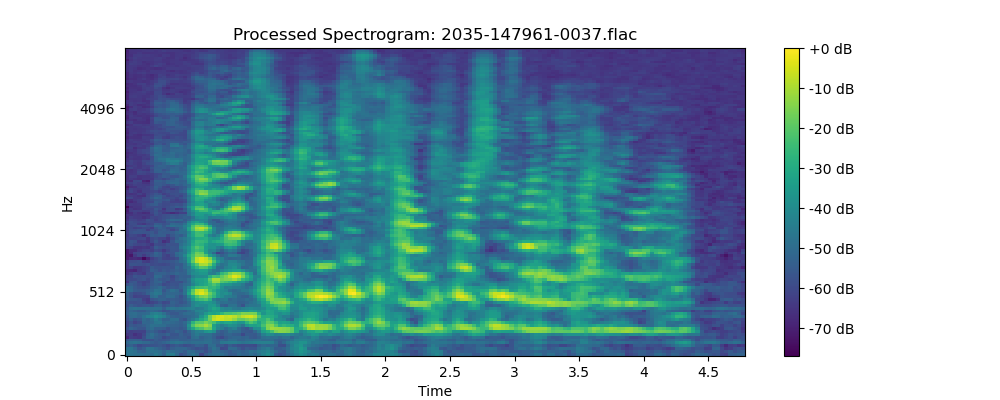 Processed Spectrogram: 2035-147961-0037.flac
Hz
4096
2048
1024
512
0
0 0.5 1 1.5 2 2.5 3 3.5 4 4.5
Time
+0 dB
-10 dB
-20 dB
-30 dB
-40 dB
-50 dB
-60 dB
-70 dB